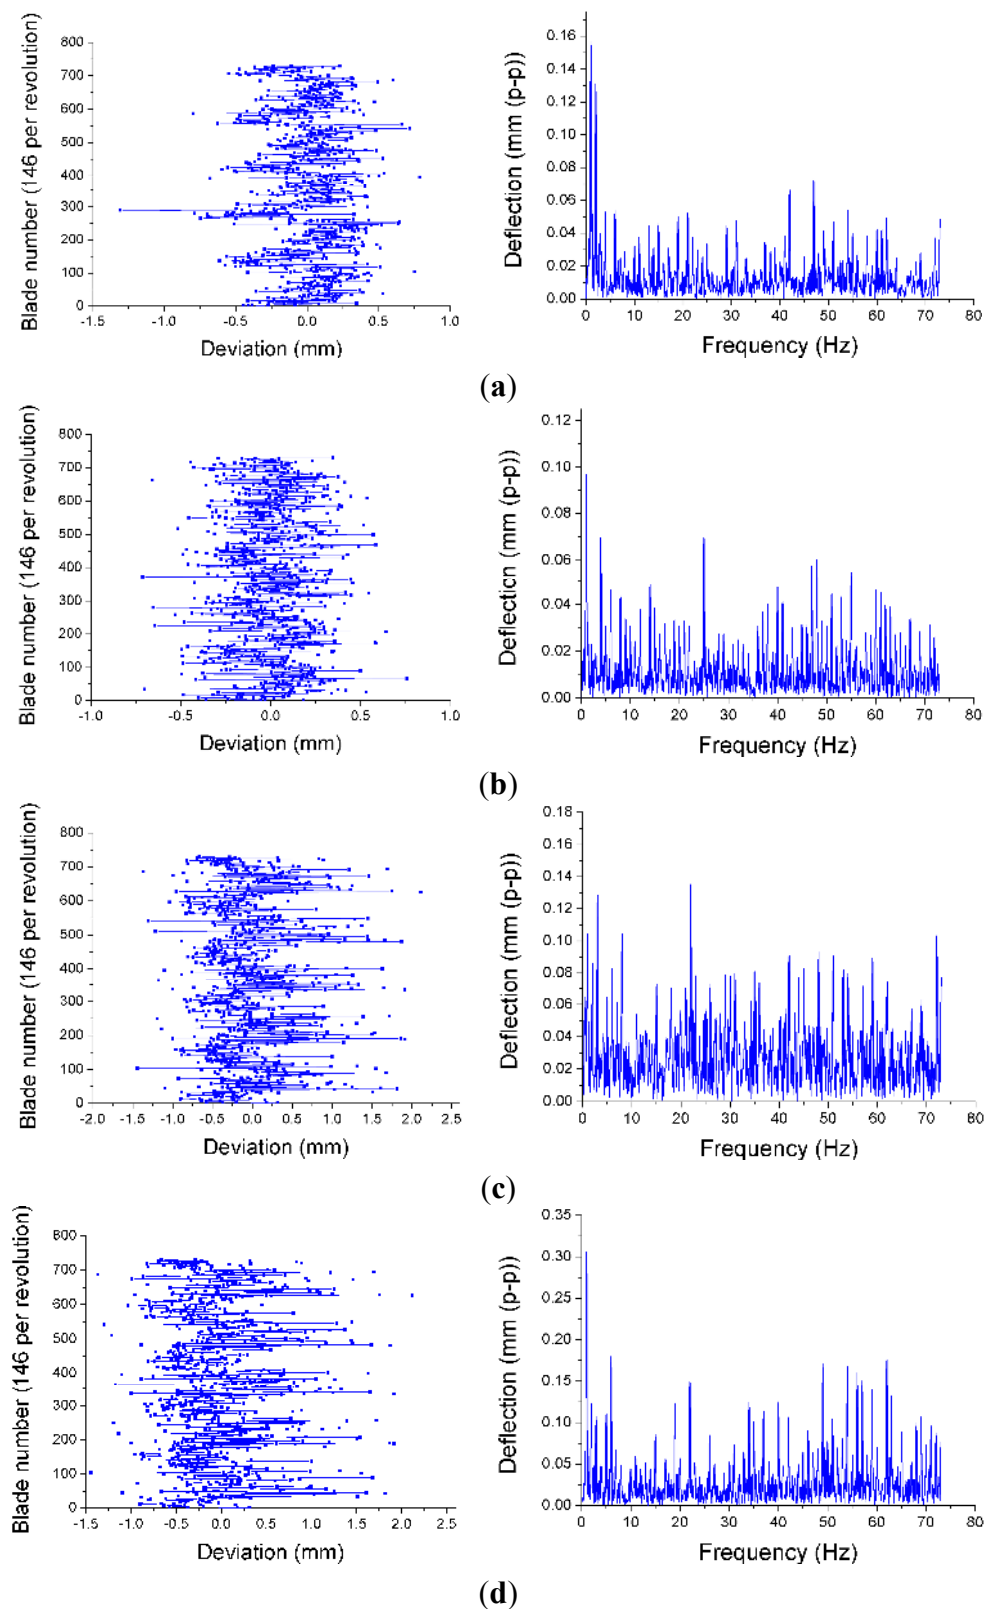 Blade number (146 per revolution)
800
700
600
500
400
300
200
100
0
-1.5 -1.0 -0.5 0.0 0.5 1.0
Deviation (mm)
Deflection (mm (p-p))
0.16
0.14
0.12
0.10
0.08
0.06
0.04
0.02
0.00
0 10 20 30 40 50 60 70 80
Frequency (Hz)
(a)
Blade number (146 per revolution)
800
700
600
500
400
300
200
100
0
-1.0 -0.5 0.0 0.5 1.0
Deviation (mm)
Deflection (mm (p-p))
0.12
0.10
0.08
0.06
0.04
0.02
0.00
0 10 20 30 40 50 60 70 80
Frequency (Hz)
(b)
Blade number (146 per revolution)
800
700
600
500
400
300
200
100
0
-2.0 -1.5 -1.0 -0.5 0.0 0.5 1.0 1.5 2.0 2.5
Deviation (mm)
Deflection (mm (p-p))
0.18
0.16
0.14
0.12
0.10
0.08
0.06
0.04
0.02
0.00
0 10 20 30 40 50 60 70 80
Frequency (Hz)
(c)
Blade number (146 per revolution)
800
700
600
500
400
300
200
100
0
-1.5 -1.0 -0.5 0.0 0.5 1.0 1.5 2.0 2.5
Deviation (mm)
Deflection (mm (p-p))
0.35
0.30
0.25
0.20
0.15
0.10
0.05
0.00
0 10 20 30 40 50 60 70 80
Frequency (Hz)
(d)